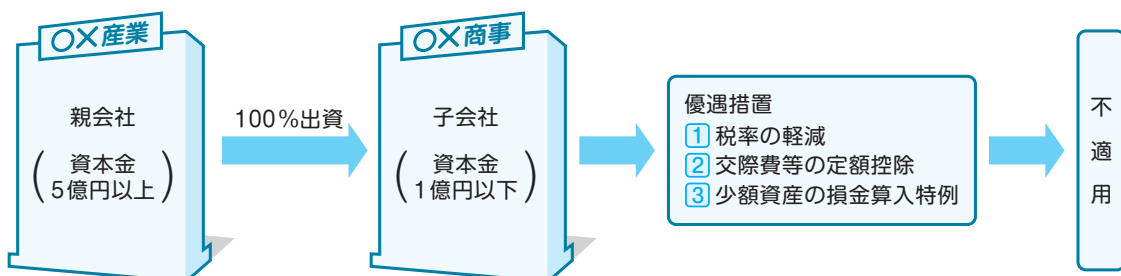 ○×産業
親会社
(資本金
5億円以上)
100%出資
○×商事
子会社
(資本金
1億円以下)
優遇措置
1 税率の軽減
2 交際費等の定額控除
3 少額資産の損金算入特例
不
適
用